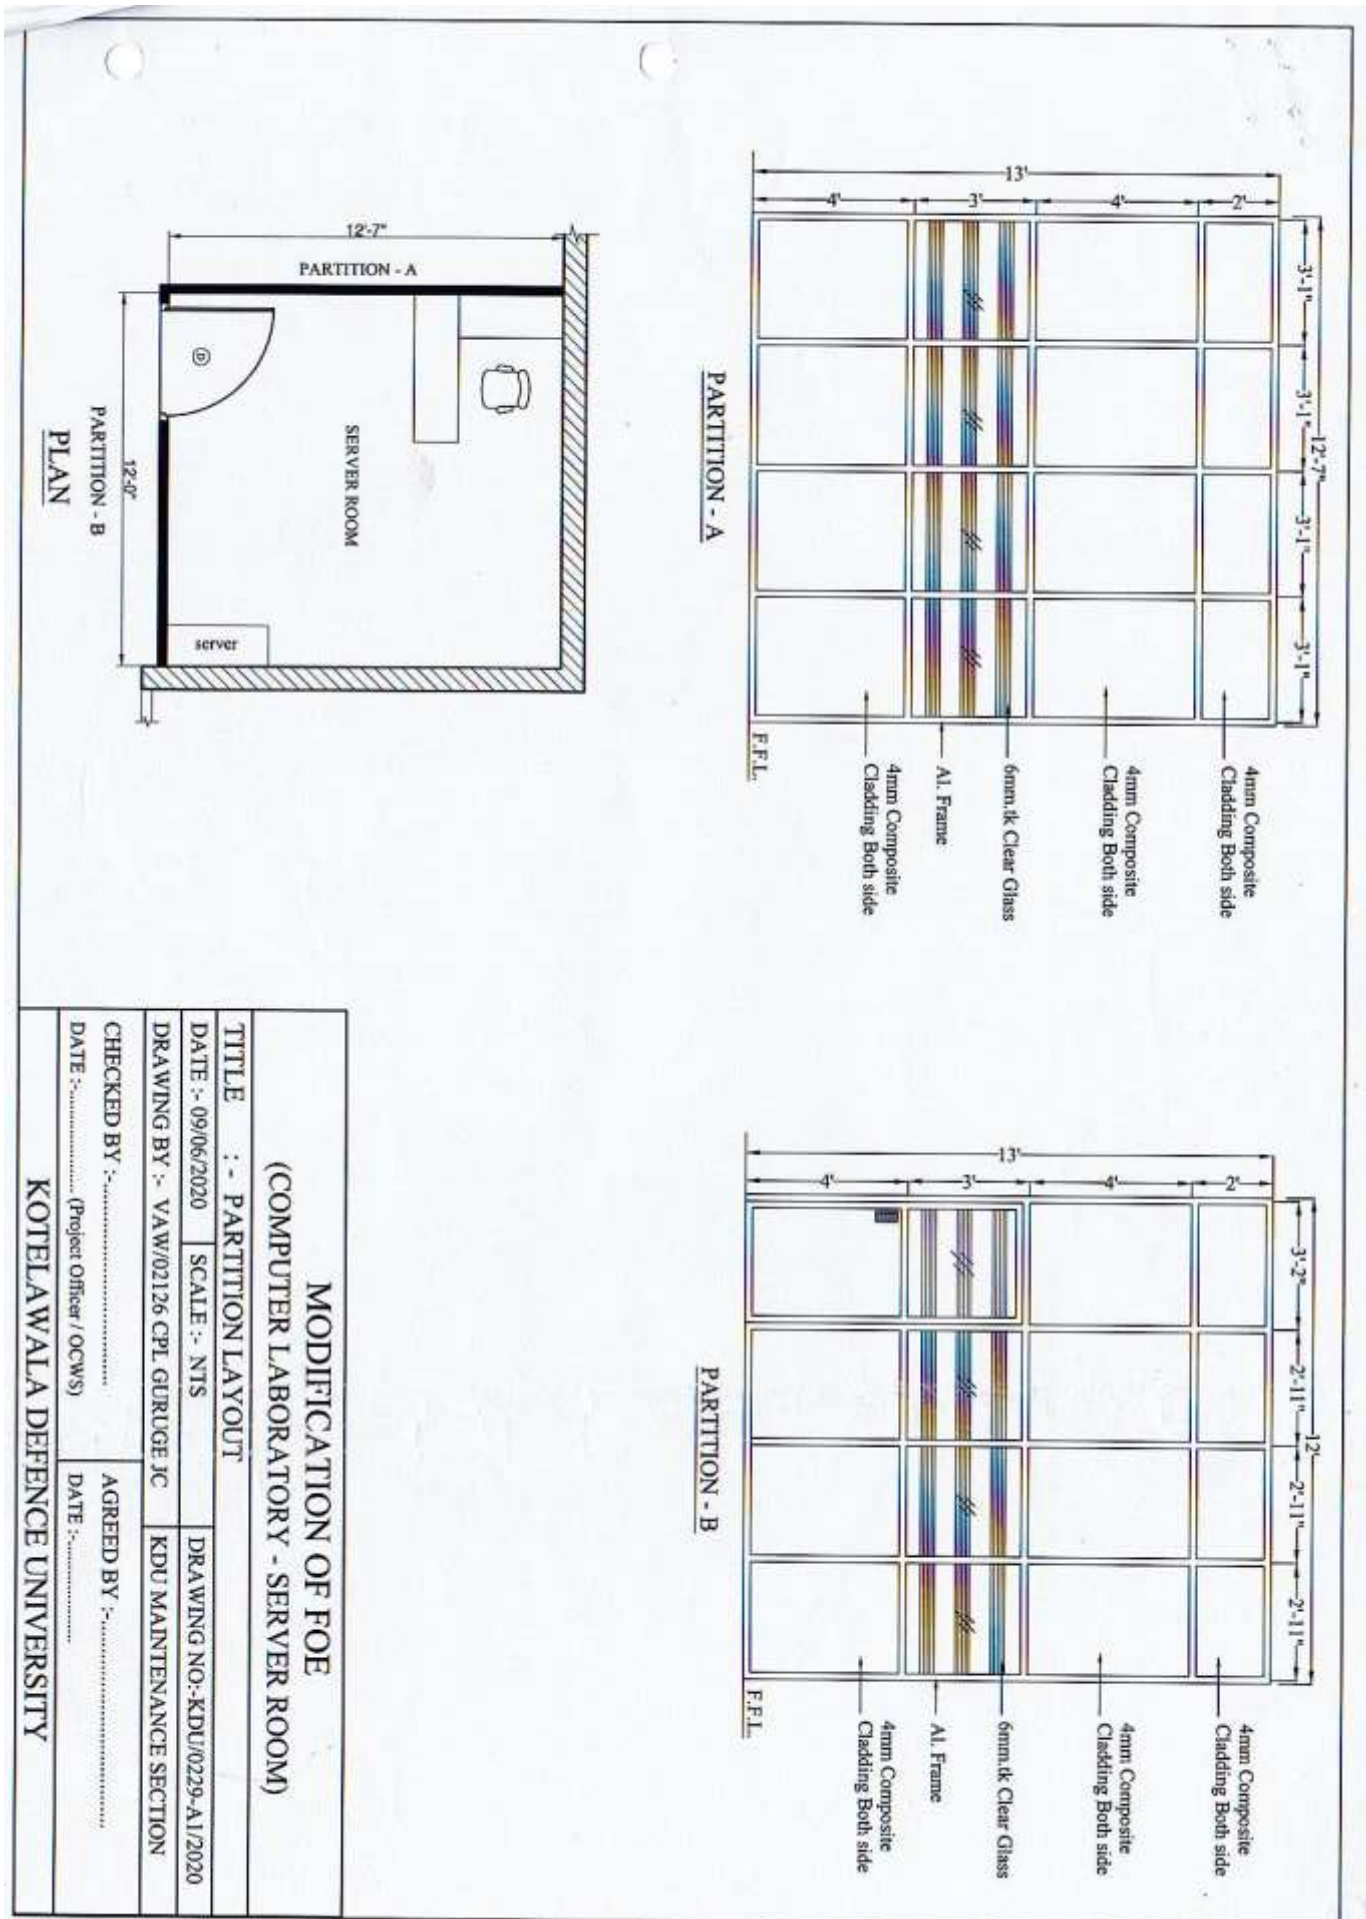 13'
4'
3'
4'
2'
12'-7"
3'-1"
3'-1"
3'-1"
3'-1"
4mm Composite
Cladding Both side
4mm Composite
Cladding Both side
6mm.tk Clear Glass
Al. Frame
4mm Composite
Cladding Both side
F.F.L.
PARTITION - A
13'
4'
3'
4'
2'
12'
3'-2"
2'-11"
2'-11"
2'-11"
4mm Composite
Cladding Both side
4mm Composite
Cladding Both side
6mm.tk Clear Glass
Al. Frame
4mm Composite
Cladding Both side
F.F.L.
PARTITION - B
12'-7"
PARTITION - A
D
SERVER ROOM
server
12'-0"
PARTITION - B
PLAN
MODIFICATION OF FOE
(COMPUTER LABORATORY - SERVER ROOM)
TITLE :- PARTITION LAYOUT
DATE :- 09/06/2020 SCALE :- NTS DRAWING NO:-KDU/0229-A1/2020
DRAWING BY :- VAW/02126 CPL GURUGE JC KDU MAINTENANCE SECTION
CHECKED BY :-.............................. AGREED BY :-..............................
DATE :-................ (Project Officer / OCWS) DATE :-................
KOTELAWALA DEFENCE UNIVERSITY